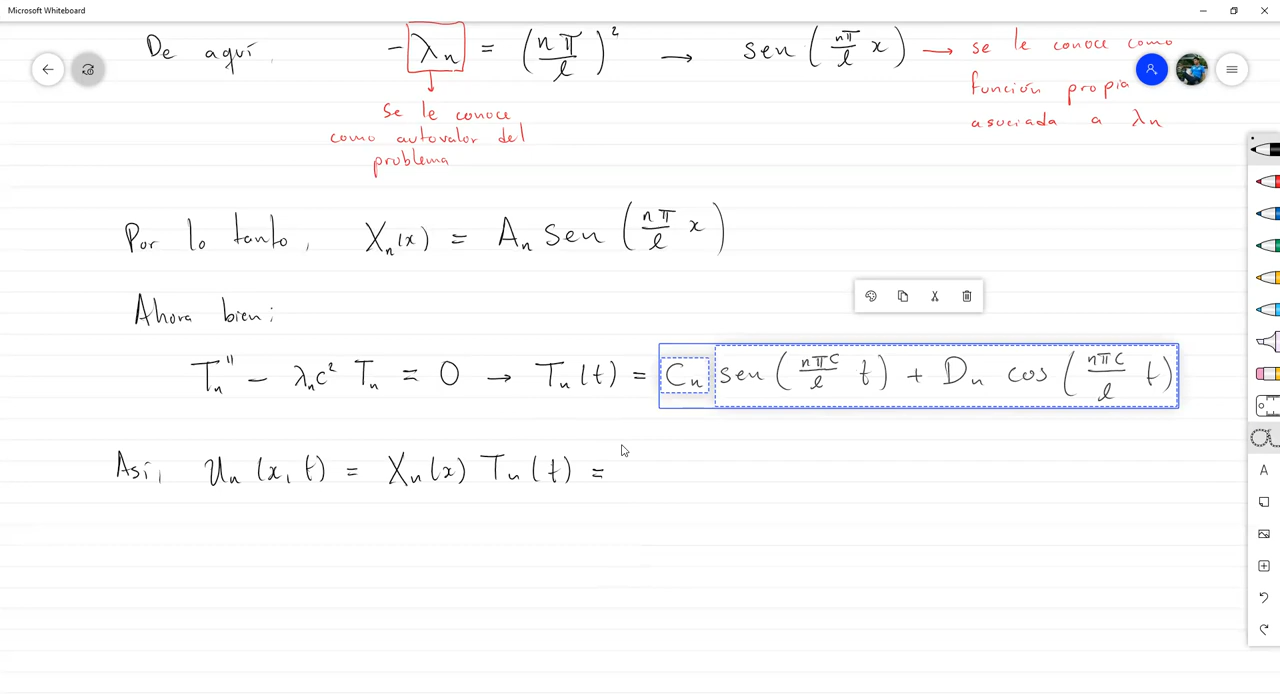 Microsoft Whiteboard
De aquí, - λn = (nπ/ℓ)² → sen (nπ/ℓ x) → se le conoce como
función propia
asociada a λn
se le conoce
como autovalor del
problema
Por lo tanto, Xn(x) = An sen (nπ/ℓ x)
Ahora bien:
Tn'' - λnc² Tn = 0 → Tn(t) = Cn sen (nπc/ℓ t) + Dn cos (nπc/ℓ t)
Así, Un (x, t) = Xn(x) Tn(t) =
A